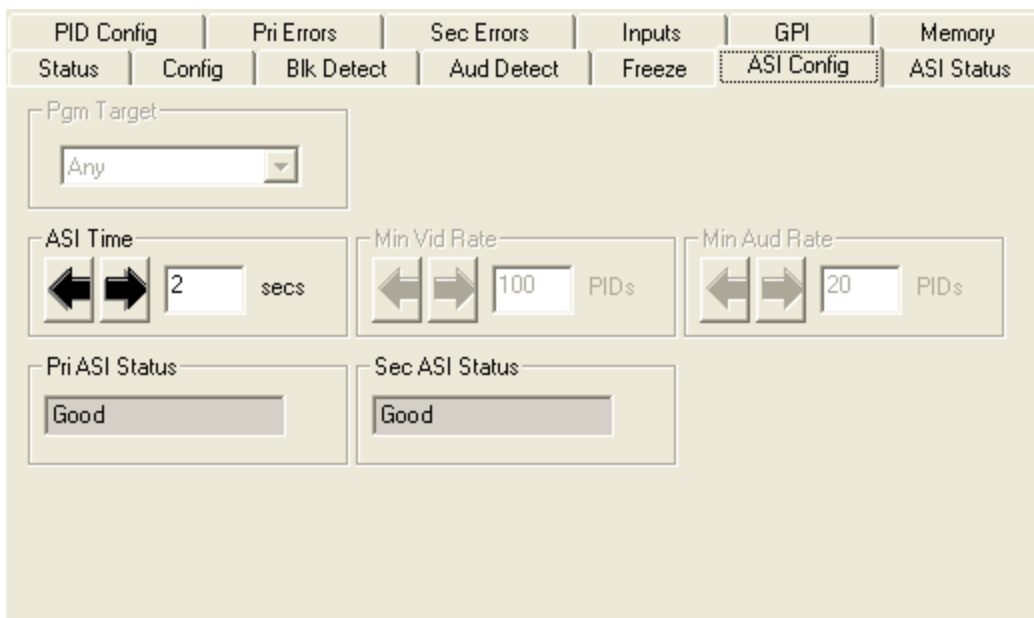 PID Config Pri Errors Sec Errors Inputs GPI Memory
Status Config Blk Detect Aud Detect Freeze ASI Config ASI Status
Pgm Target
Any
ASI Time Min Vid Rate Min Aud Rate
2 secs 100 PIDs 20 PIDs
Pri ASI Status Sec ASI Status
Good Good